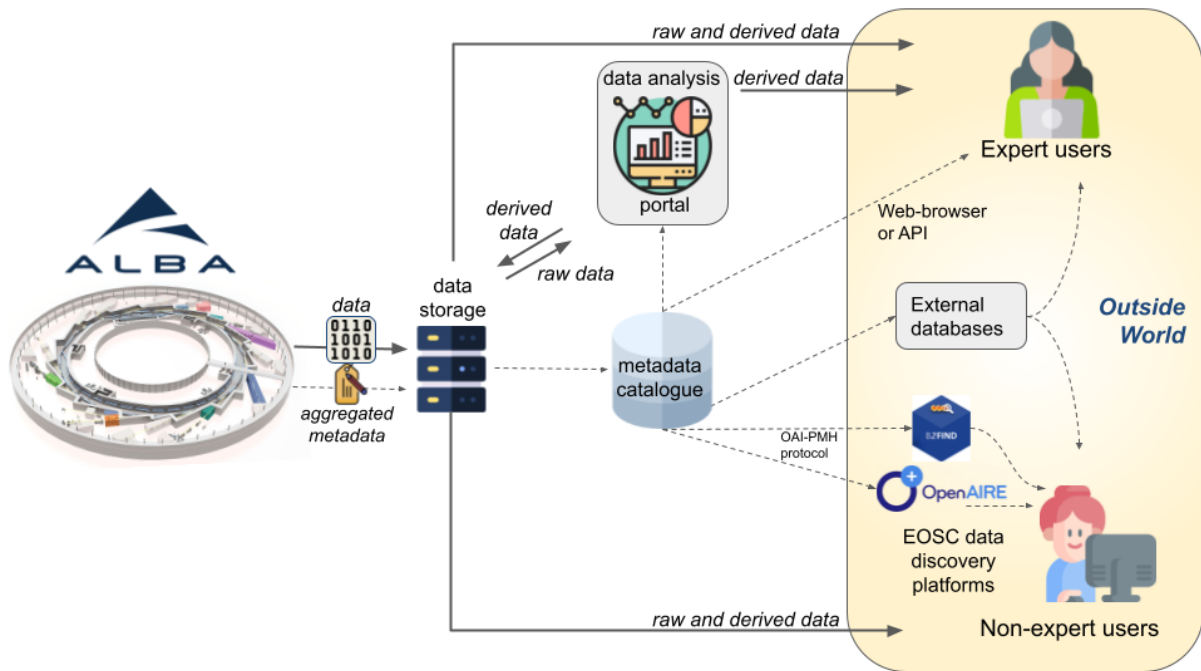 raw and derived data
data analysis
portal
derived data
Expert users
ALBA
derived
data
raw data
Web-browser
or API
data
0110
1001
1010
aggregated
metadata
data
storage
metadata
catalogue
External
databases
Outside
World
OAI-PMH
protocol
B2FIND
OpenAIRE
EOSC data
discovery
platforms
raw and derived data
Non-expert users